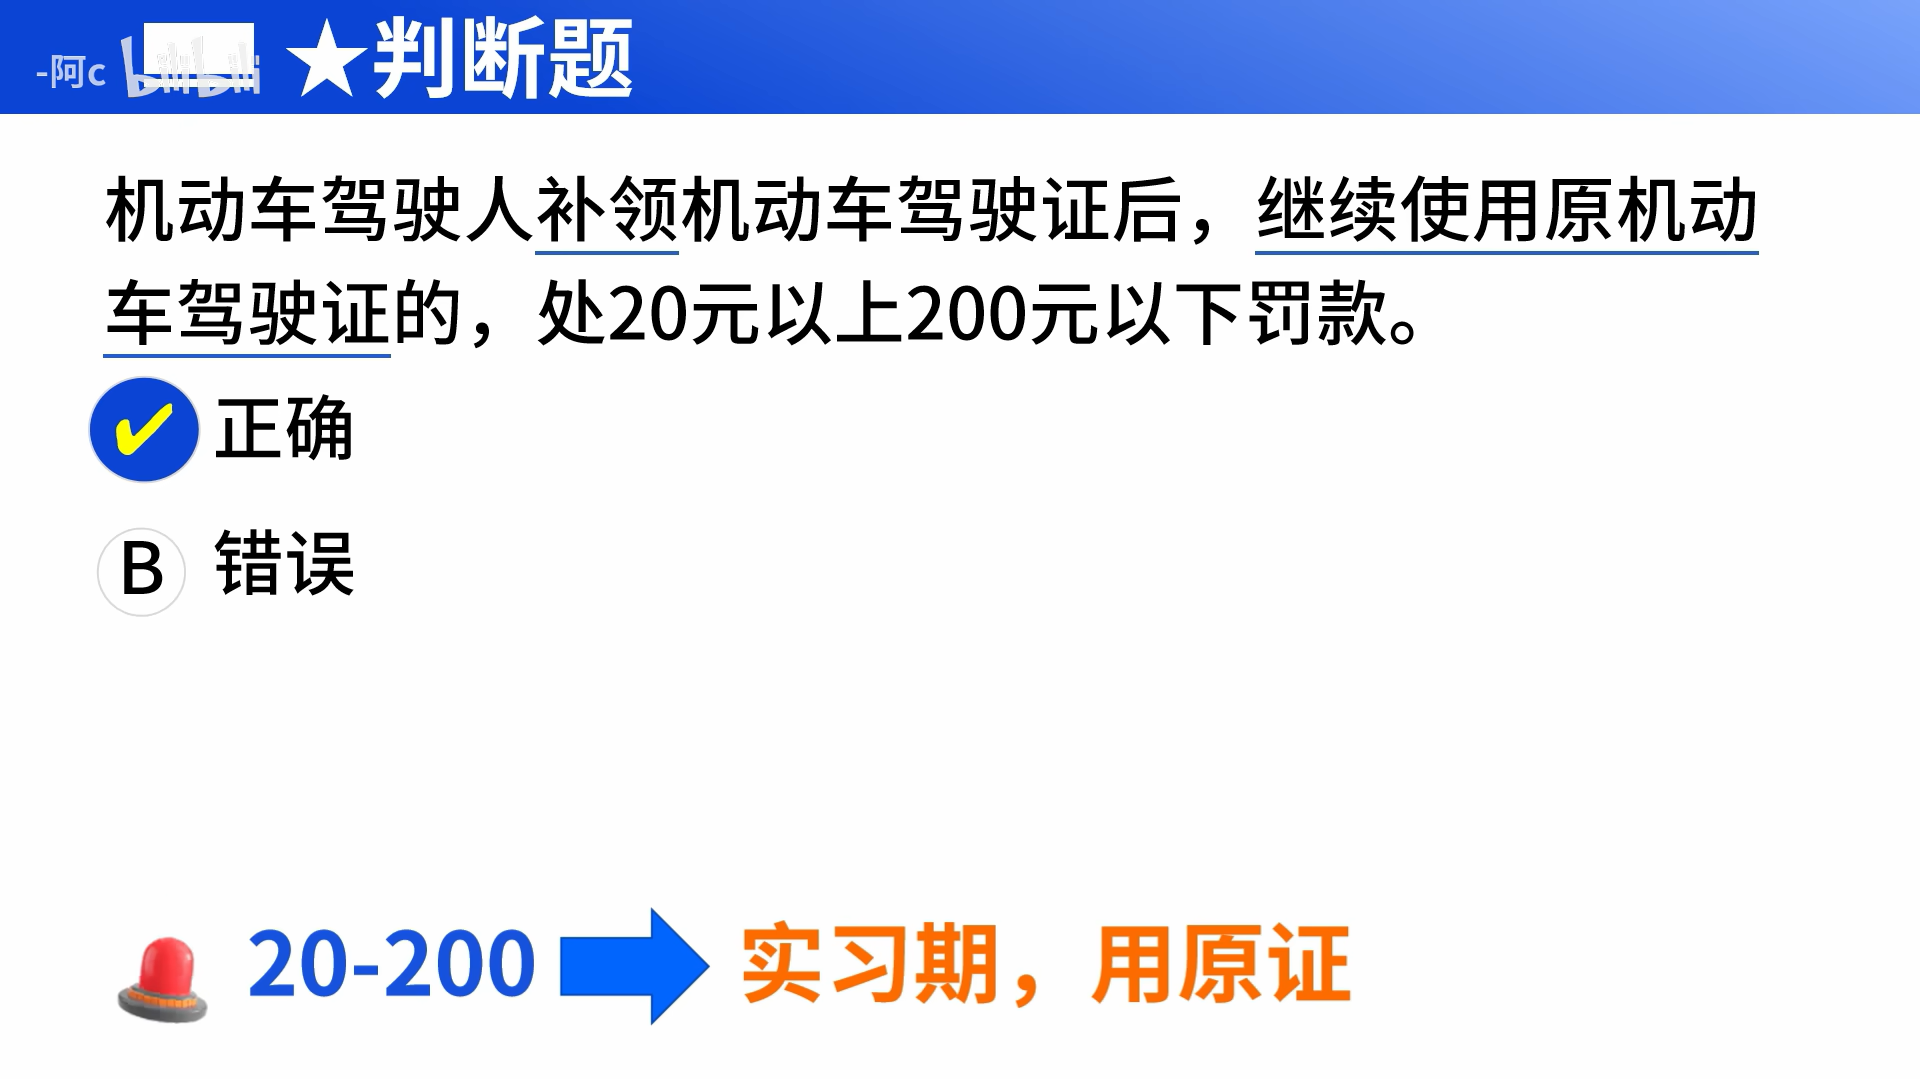 -阿c bilibili ★判断题
机动车驾驶人补领机动车驾驶证后，继续使用原机动
车驾驶证的，处20元以上200元以下罚款。
✔ 正确
B 错误
20-200 实习期，用原证